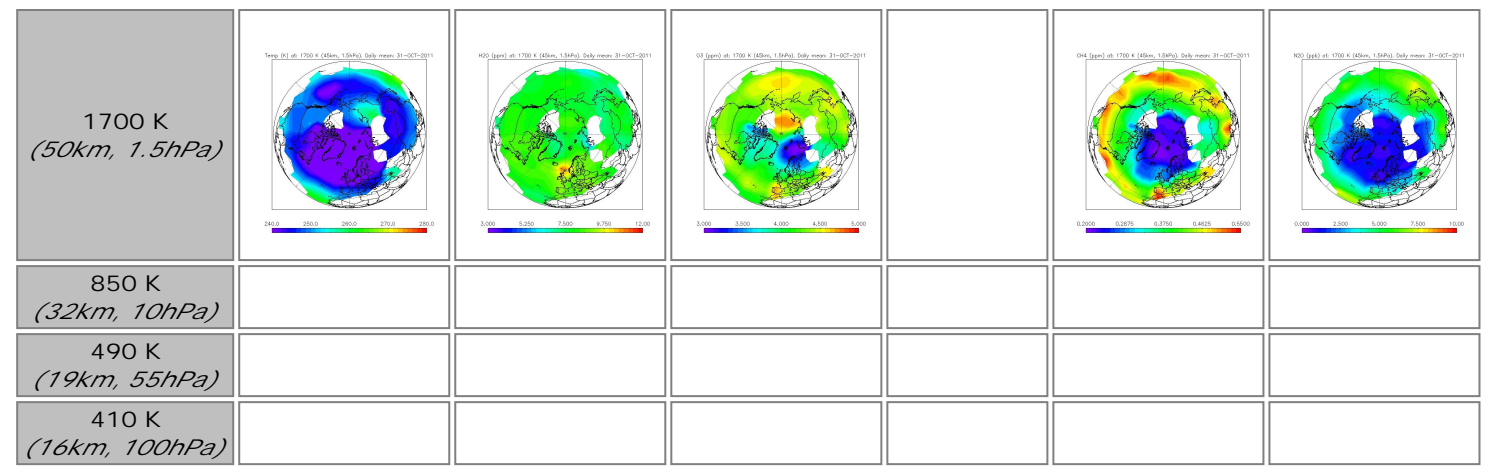 1700 K
(50km, 1.5hPa)
Temp (K) at: 1700 K (45km, 1.5hPa). Daily mean: 31-OCT-2011
240.0 250.0 260.0 270.0 280.0
H2O (ppm) at: 1700 K (45km, 1.5hPa). Daily mean: 31-OCT-2011
3.000 5.250 7.500 9.750 12.00
O3 (ppm) at: 1700 K (45km, 1.5hPa). Daily mean: 31-OCT-2011
3.000 3.500 4.000 4.500 5.000
CH4 (ppm) at: 1700 K (45km, 1.5hPa). Daily mean: 31-OCT-2011
0.2000 0.2875 0.3750 0.4625 0.5500
N2O (ppb) at: 1700 K (45km, 1.5hPa). Daily mean: 31-OCT-2011
0.000 2.500 5.000 7.500 10.00
850 K
(32km, 10hPa)
490 K
(19km, 55hPa)
410 K
(16km, 100hPa)